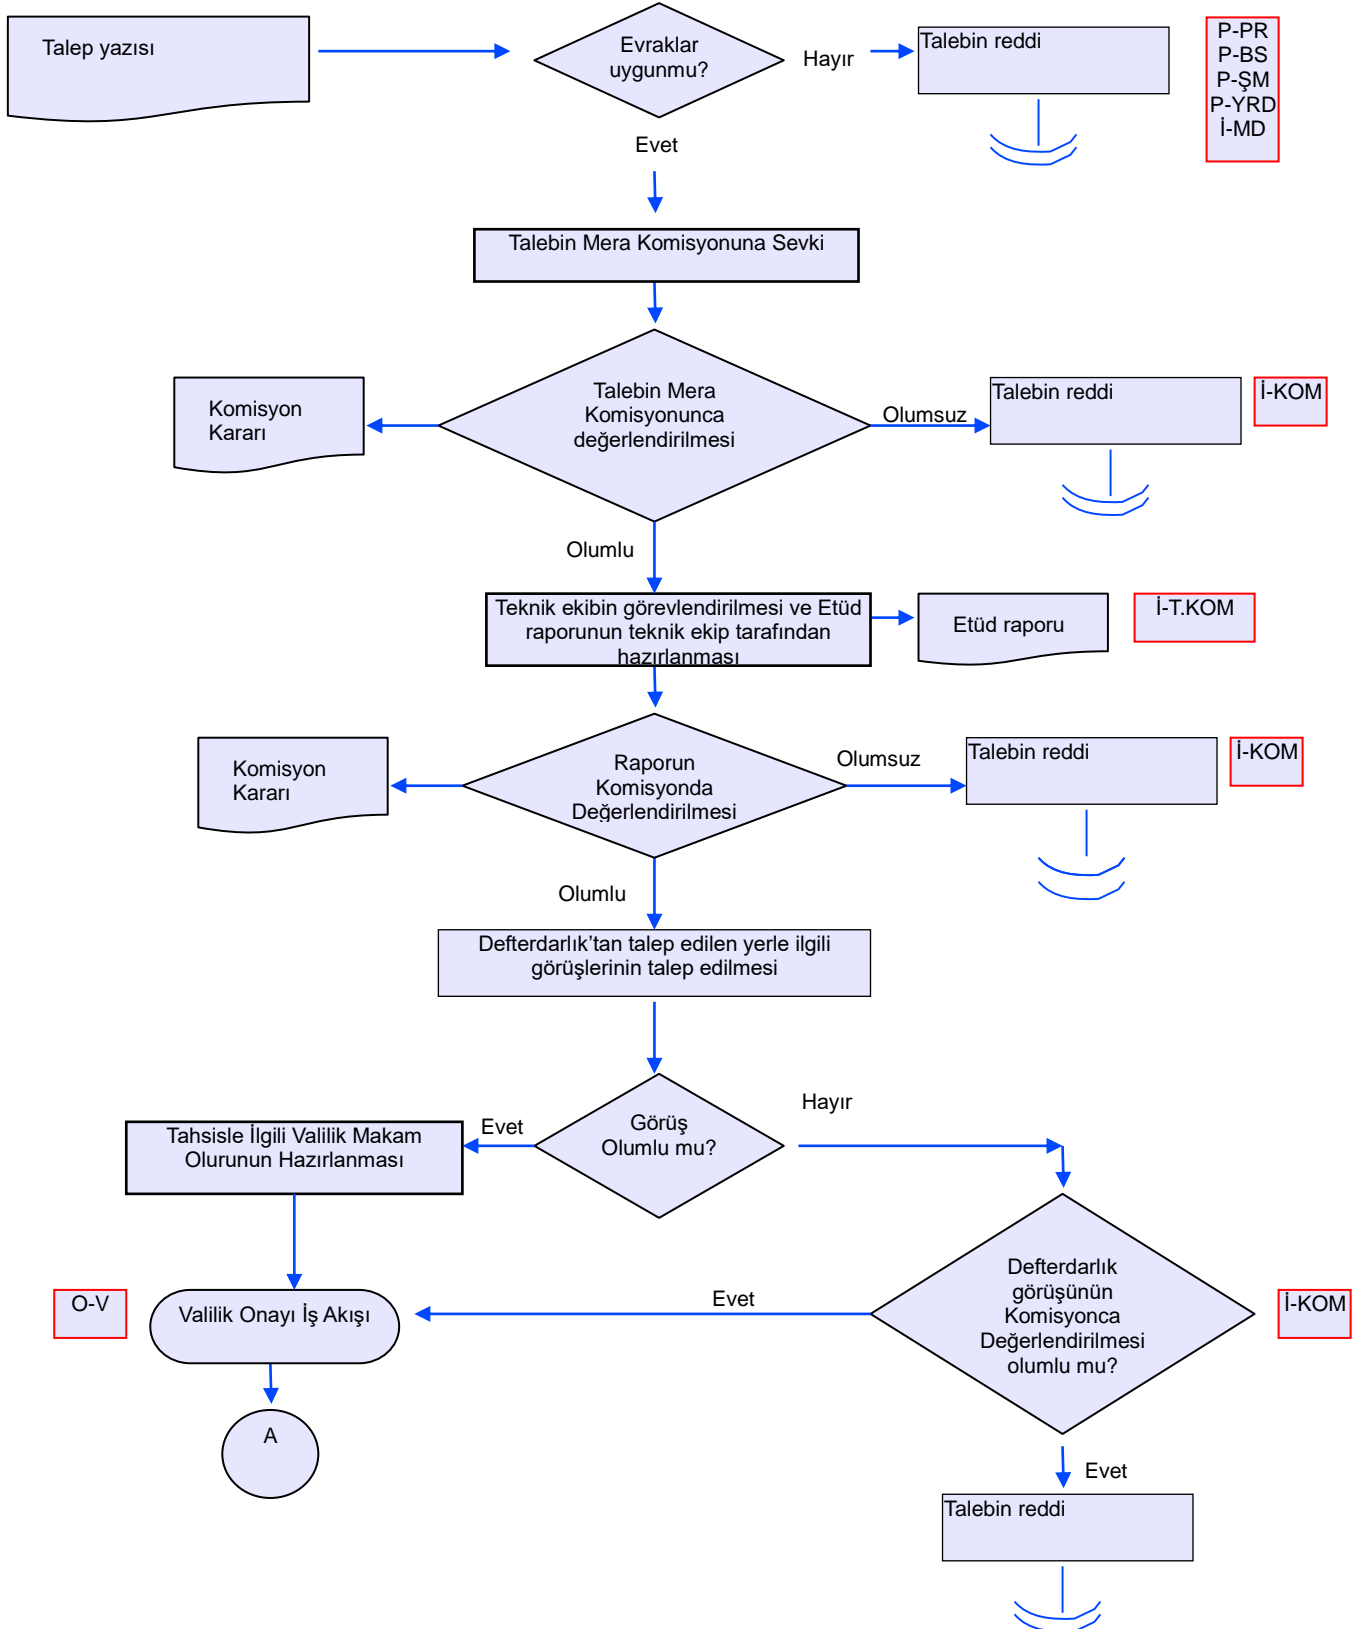 Talep yazısı
Evraklar
uygunmu?
Hayır
Talebin reddi
P-PR
P-BS
P-ŞM
P-YRD
İ-MD
Evet
Talebin Mera Komisyonuna Sevki
Komisyon
Kararı
Talebin Mera
Komisyonunca
değerlendirilmesi
Olumsuz
Talebin reddi
İ-KOM
Olumlu
Teknik ekibin görevlendirilmesi ve Etüd
raporunun teknik ekip tarafından
hazırlanması
Etüd raporu
İ-T.KOM
Komisyon
Kararı
Raporun
Komisyonda
Değerlendirilmesi
Olumsuz
Talebin reddi
İ-KOM
Olumlu
Defterdarlık’tan talep edilen yerle ilgili
görüşlerinin talep edilmesi
Görüş
Olumlu mu?
Hayır
Evet
Tahsisle İlgili Valilik Makam
Olurunun Hazırlanması
O-V
Valilik Onayı İş Akışı
Evet
Defterdarlık
görüşünün
Komisyonca
Değerlendirilmesi
olumlu mu?
İ-KOM
A
Evet
Talebin reddi